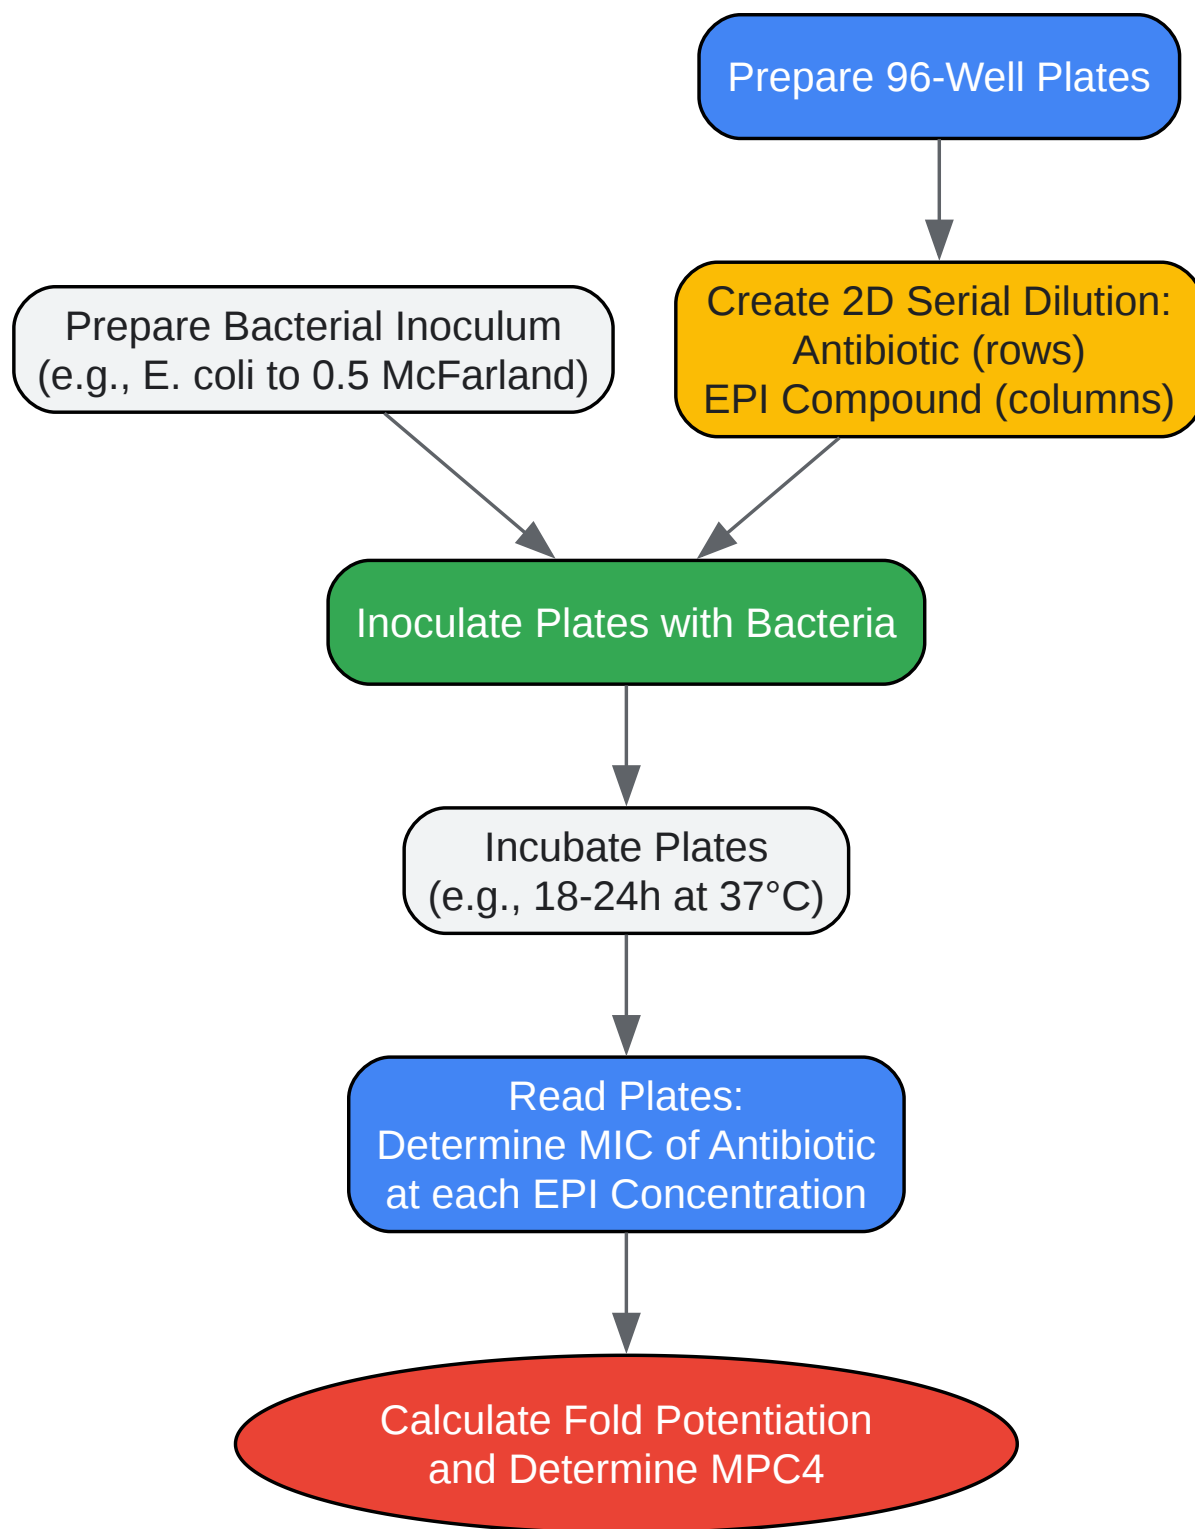 Prepare 96-Well Plates
Prepare Bacterial Inoculum
(e.g., E. coli to 0.5 McFarland)
Create 2D Serial Dilution:
Antibiotic (rows)
EPI Compound (columns)
Inoculate Plates with Bacteria
Incubate Plates
(e.g., 18-24h at 37°C)
Read Plates:
Determine MIC of Antibiotic
at each EPI Concentration
Calculate Fold Potentiation
and Determine MPC4